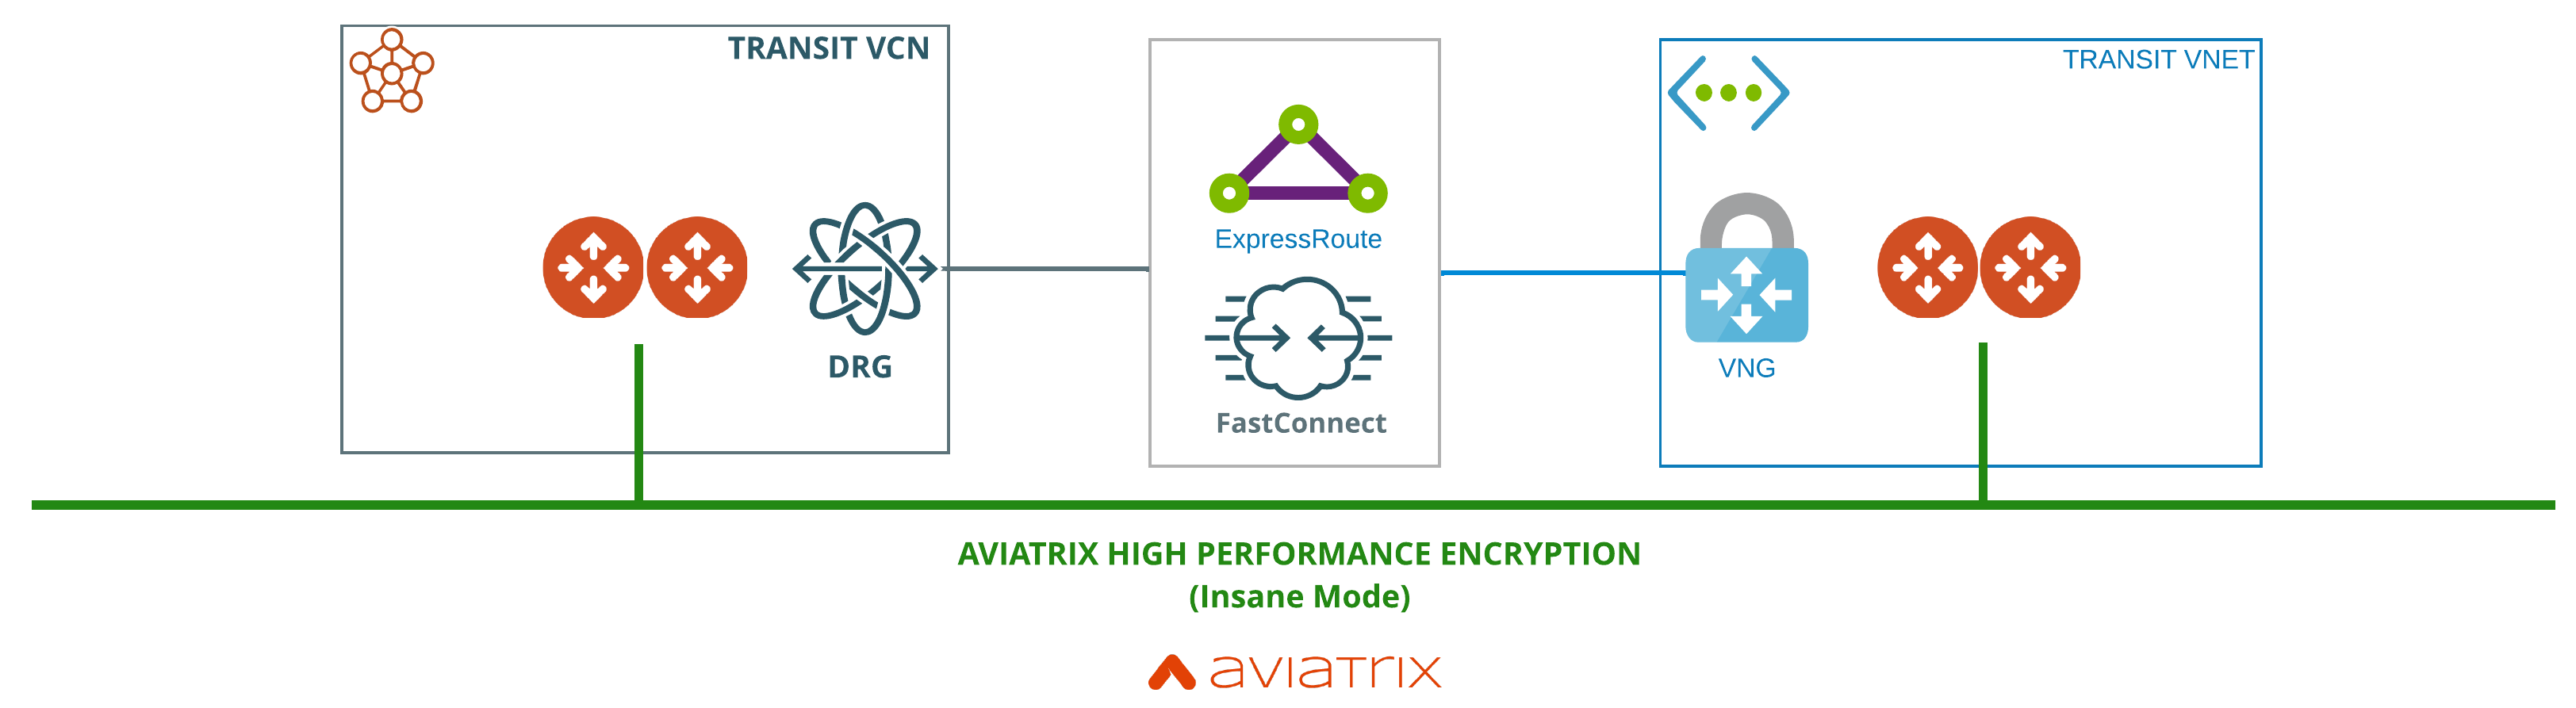 TRANSIT VCN
TRANSIT VNET
ExpressRoute
DRG
VNG
FastConnect
AVIATRIX HIGH PERFORMANCE ENCRYPTION
(Insane Mode)
aviatrix